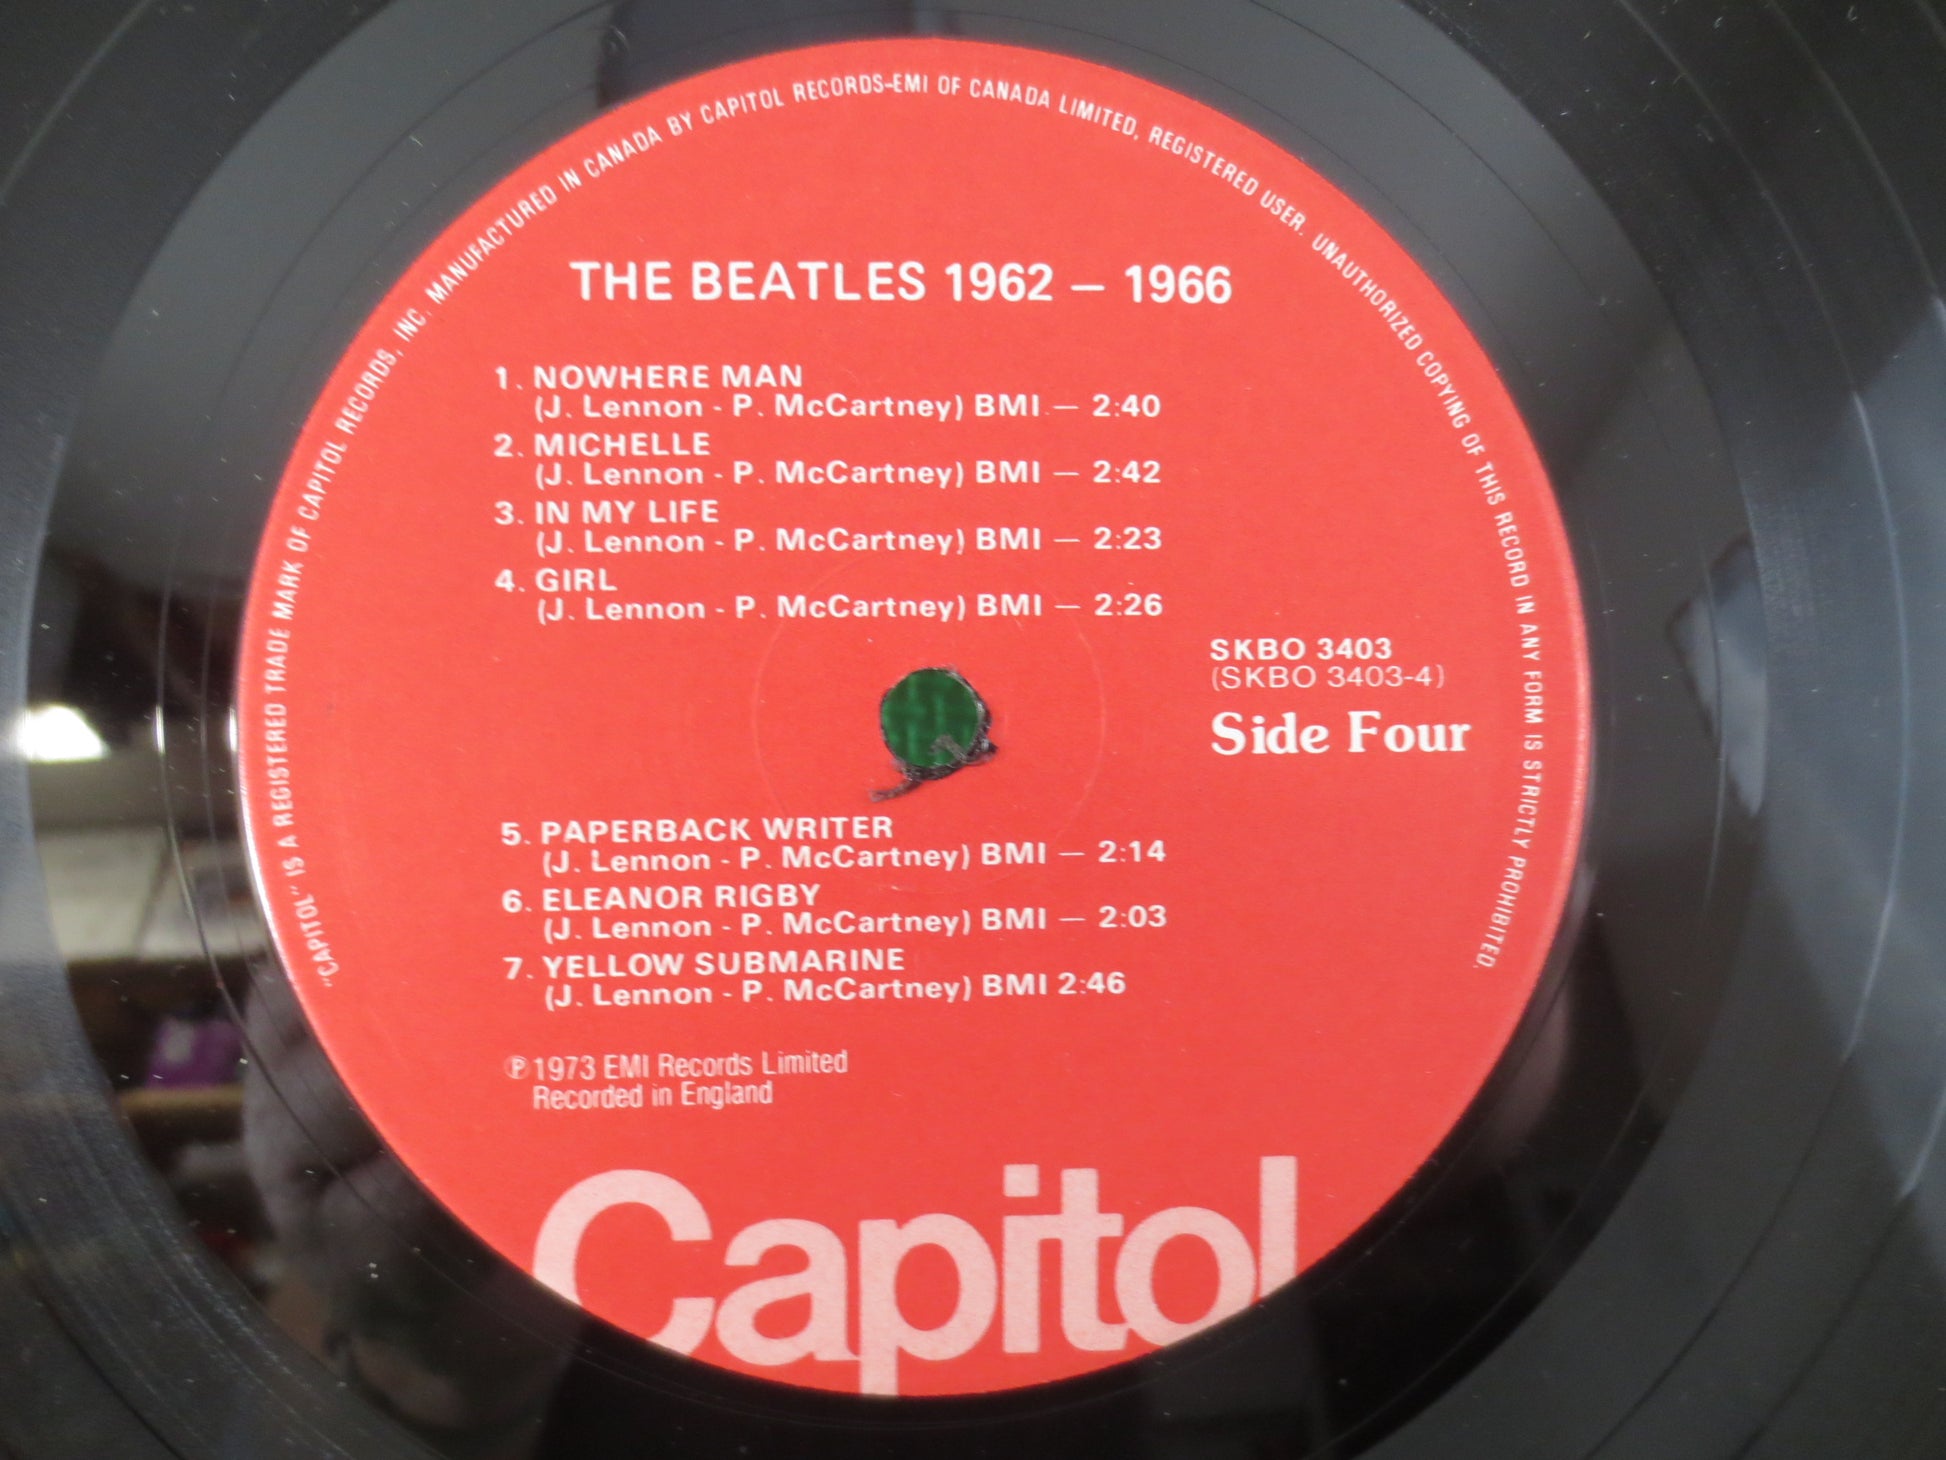 "CAPITOL" IS A REGISTERED TRADE MARK OF CAPITOL RECORDS, INC. MANUFACTURED IN CANADA BY CAPITOL RECORDS-EMI OF CANADA LIMITED, REGISTERED USER. UNAUTHORIZED COPYING OF THIS RECORD IN ANY FORM IS STRICTLY PROHIBITED.
THE BEATLES 1962 – 1966
1. NOWHERE MAN
(J. Lennon - P. McCartney) BMI — 2:40
2. MICHELLE
(J. Lennon - P. McCartney) BMI — 2:42
3. IN MY LIFE
(J. Lennon - P. McCartney) BMI — 2:23
4. GIRL
(J. Lennon - P. McCartney) BMI — 2:26
SKBO 3403
(SKBO 3403-4)
Side Four
5. PAPERBACK WRITER
(J. Lennon - P. McCartney) BMI — 2:14
6. ELEANOR RIGBY
(J. Lennon - P. McCartney) BMI — 2:03
7. YELLOW SUBMARINE
(J. Lennon - P. McCartney) BMI 2:46
℗ 1973 EMI Records Limited
Recorded in England
Capitol